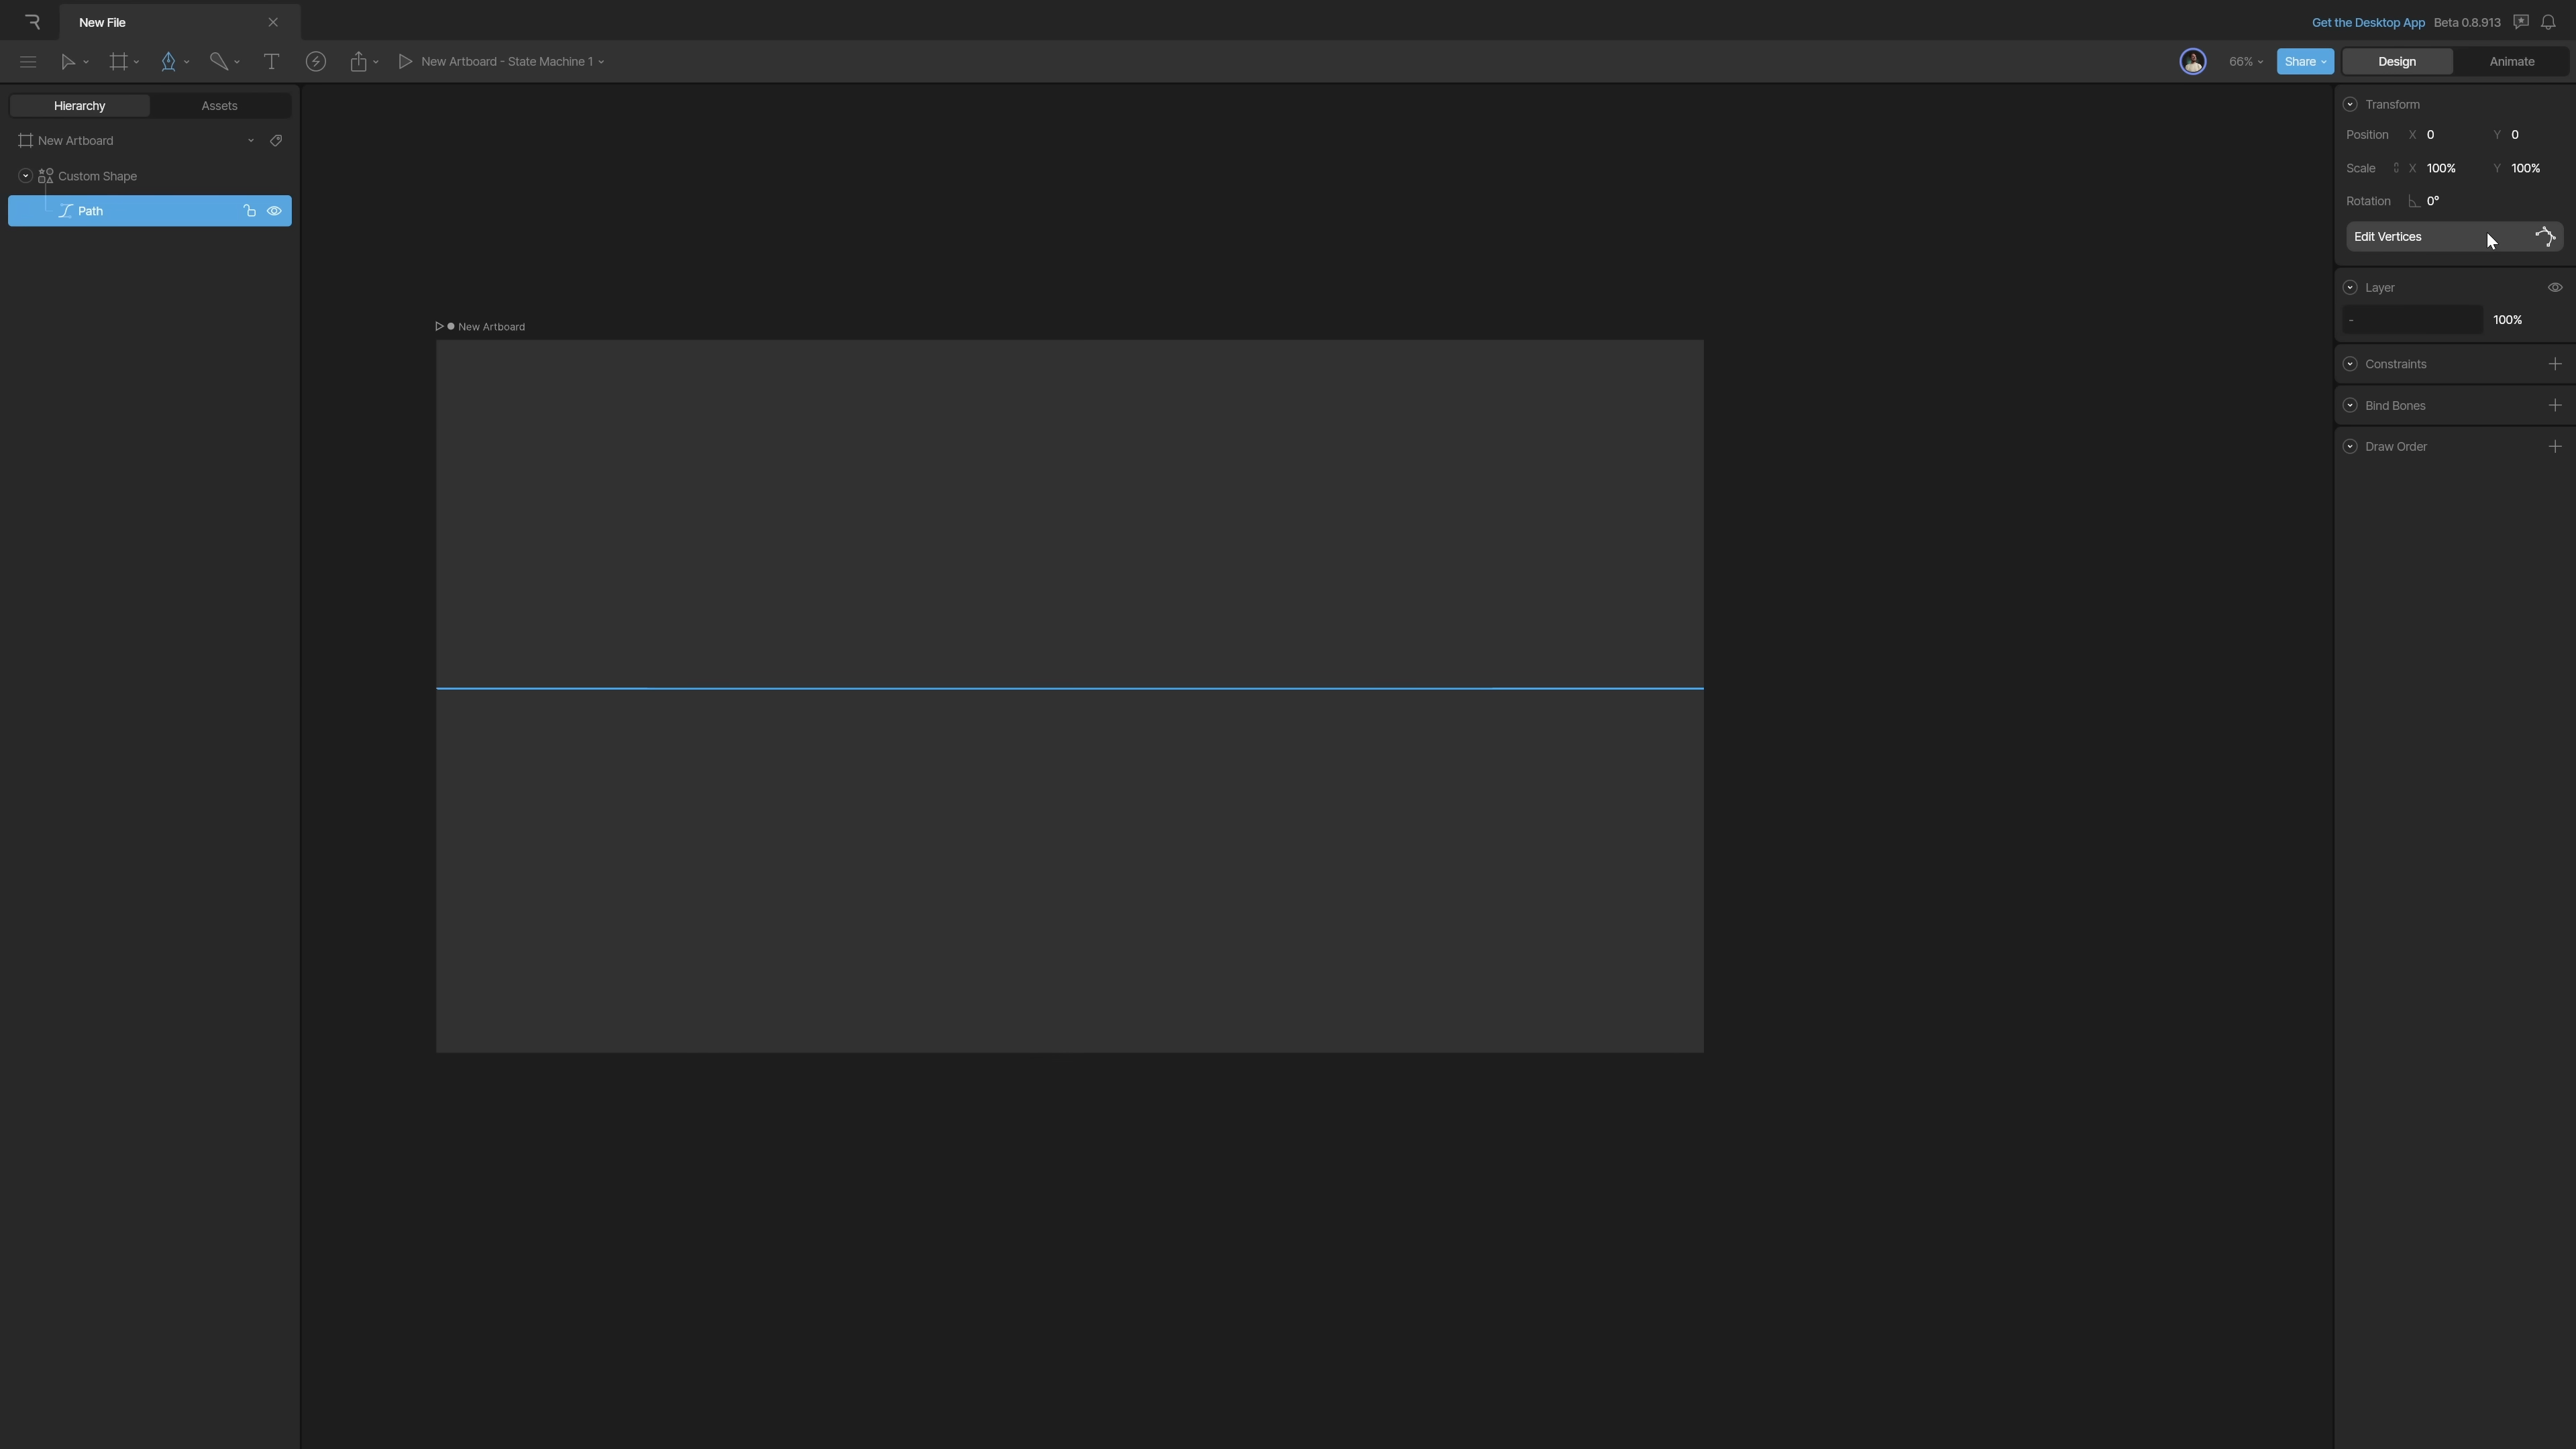 New File
Get the Desktop App Beta 0.8.913
New Artboard - State Machine 1
66%
Share
Design
Animate
Hierarchy
Assets
New Artboard
Custom Shape
Path
New Artboard
Transform
Position X 0 Y 0
Scale X 100% Y 100%
Rotation 0°
Edit Vertices
Layer
- 100%
Constraints
Bind Bones
Draw Order